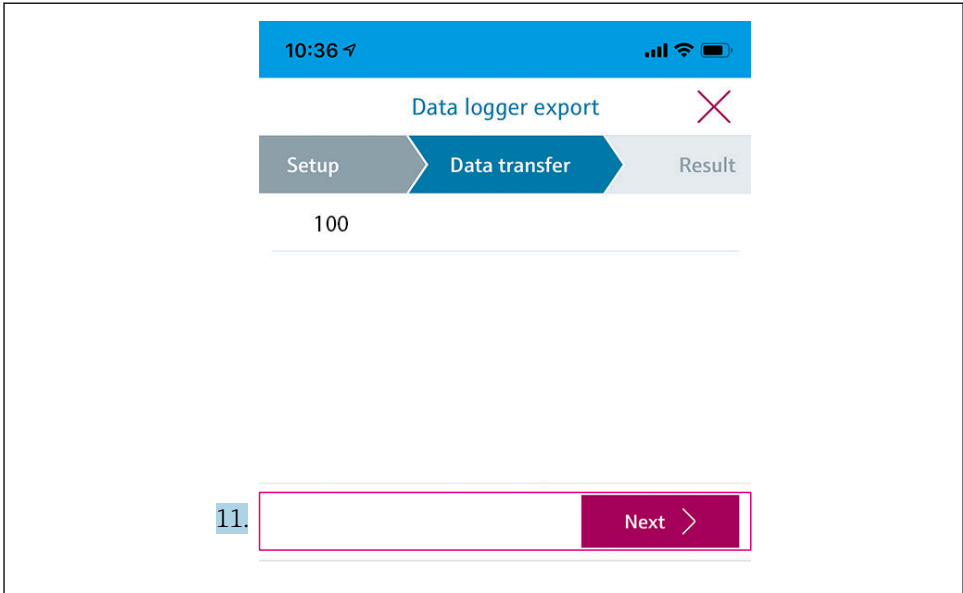 10:36
Data logger export
Setup Data transfer Result
100
11. Next